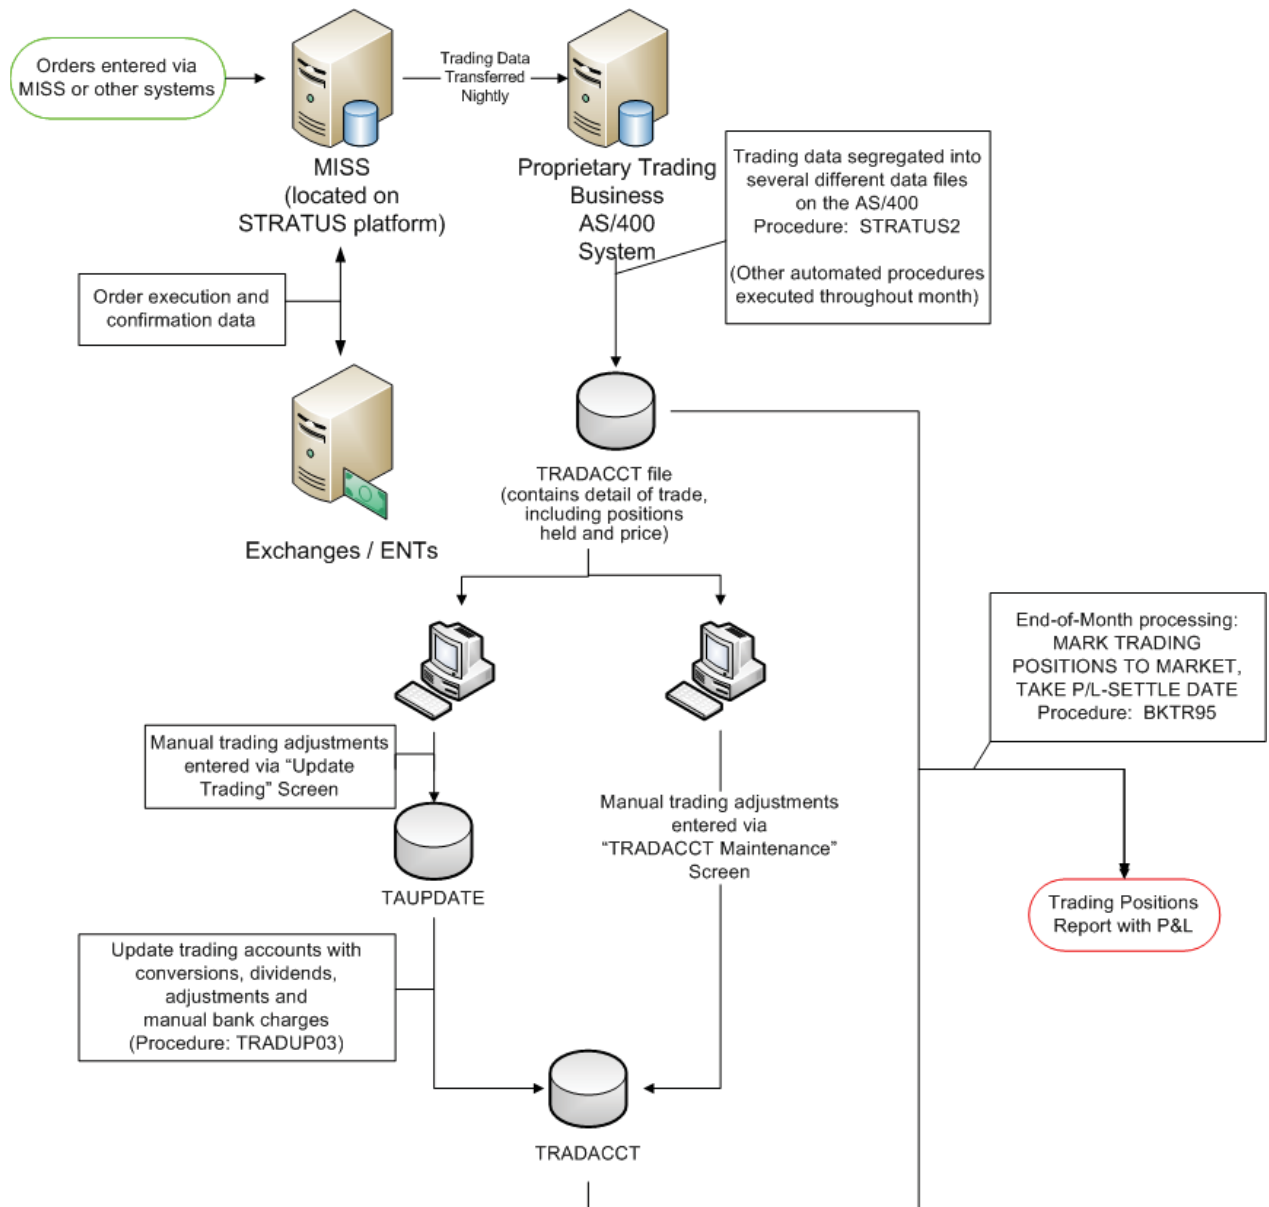 Orders entered via
MISS or other systems
Trading Data
Transferred
Nightly
MISS
(located on
STRATUS platform)
Proprietary Trading
Business
AS/400
System
Trading data segregated into
several different data files
on the AS/400
Procedure:  STRATUS2
(Other automated procedures
executed throughout month)
Order execution and
confirmation data
Exchanges / ENTs
TRADACCT file
(contains detail of trade,
including positions
held and price)
End-of-Month processing:
MARK TRADING
POSITIONS TO MARKET,
TAKE P/L-SETTLE DATE
Procedure:  BKTR95
Manual trading adjustments
entered via “Update
Trading” Screen
Manual trading adjustments
entered via
“TRADACCT Maintenance”
Screen
TAUPDATE
Trading Positions
Report with P&L
Update trading accounts with
conversions, dividends,
adjustments and
manual bank charges
(Procedure: TRADUP03)
TRADACCT